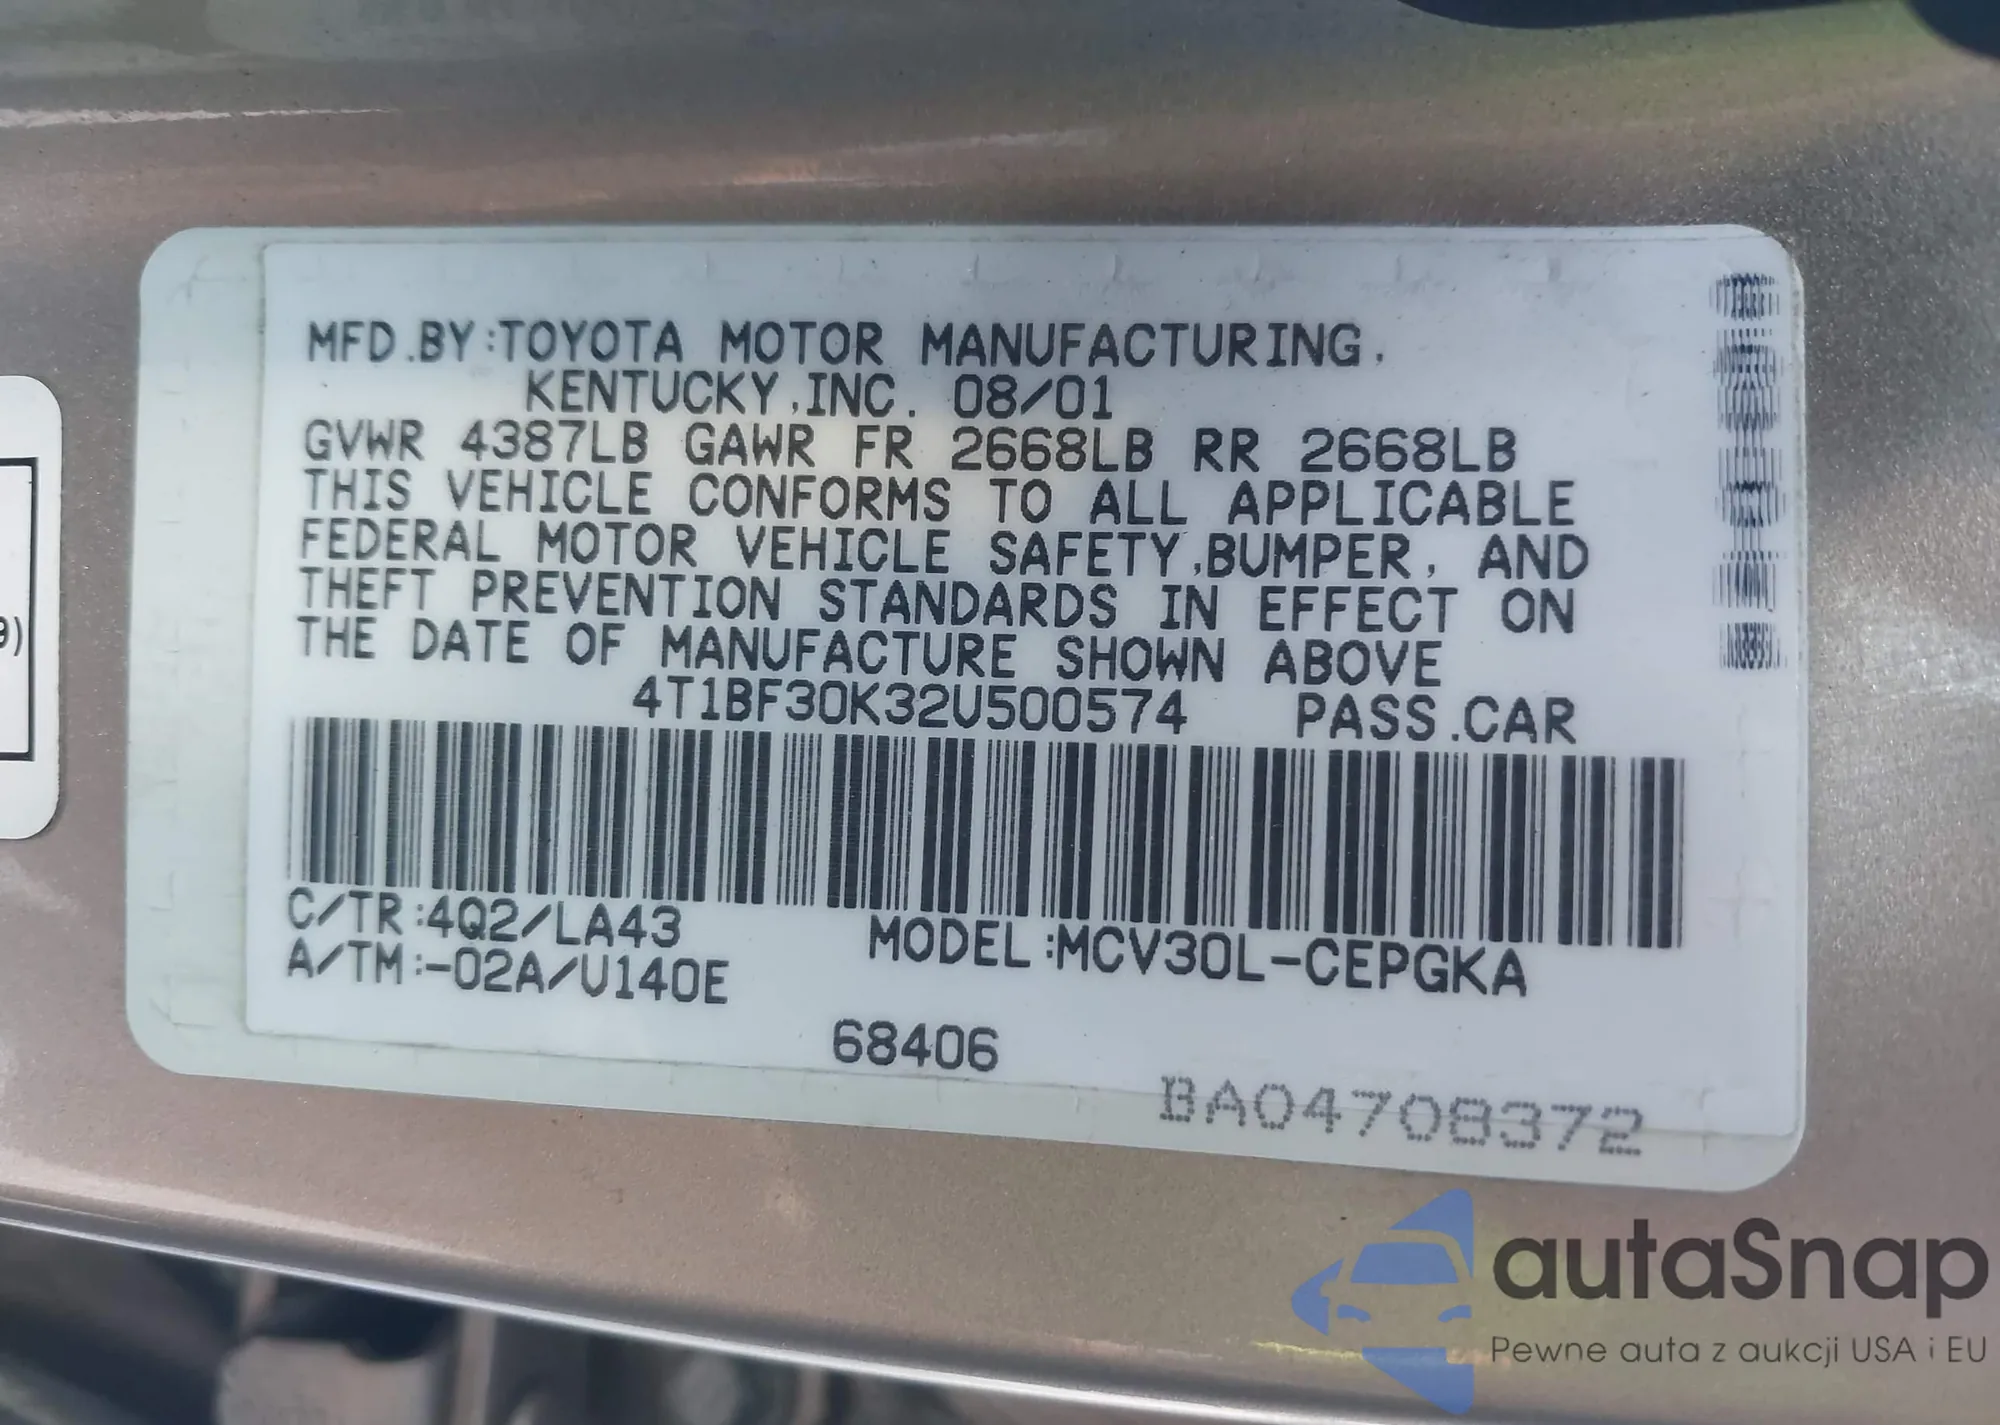 MFD.BY:TOYOTA MOTOR MANUFACTURING,
KENTUCKY,INC. 08/01
GVWR 4387LB GAWR FR 2668LB RR 2668LB
THIS VEHICLE CONFORMS TO ALL APPLICABLE
FEDERAL MOTOR VEHICLE SAFETY,BUMPER, AND
THEFT PREVENTION STANDARDS IN EFFECT ON
THE DATE OF MANUFACTURE SHOWN ABOVE
4T1BF30K32U500574 PASS.CAR
C/TR:4Q2/LA43
A/TM:-02A/U140E
MODEL:MCV30L-CEPGKA
68406
BA04708372
9)
autaSnap
Pewne auta z aukcji USA i EU